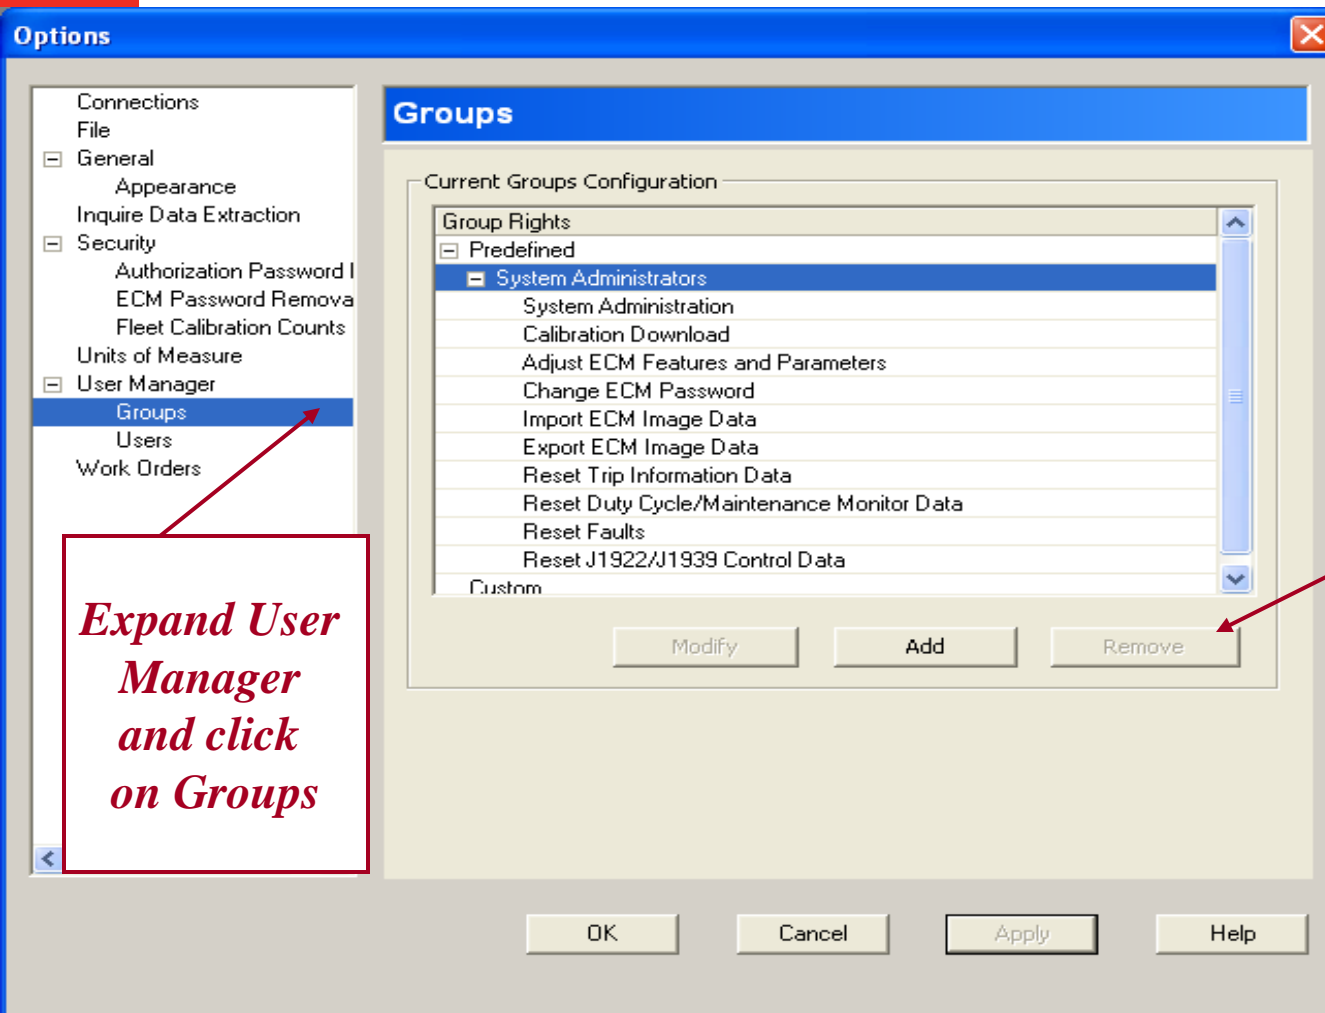 Options
Connections
File
General
Appearance
Inquire Data Extraction
Security
Authorization Password
ECM Password Remova
Fleet Calibration Counts
Units of Measure
User Manager
Groups
Users
Work Orders
Expand User
Manager
and click
on Groups
Groups
Current Groups Configuration
Group Rights
Predefined
System Administrators
System Administration
Calibration Download
Adjust ECM Features and Parameters
Change ECM Password
Import ECM Image Data
Export ECM Image Data
Reset Trip Information Data
Reset Duty Cycle/Maintenance Monitor Data
Reset Faults
Reset J1922/J1939 Control Data
Custom
Modify Add Remove
OK Cancel Apply Help